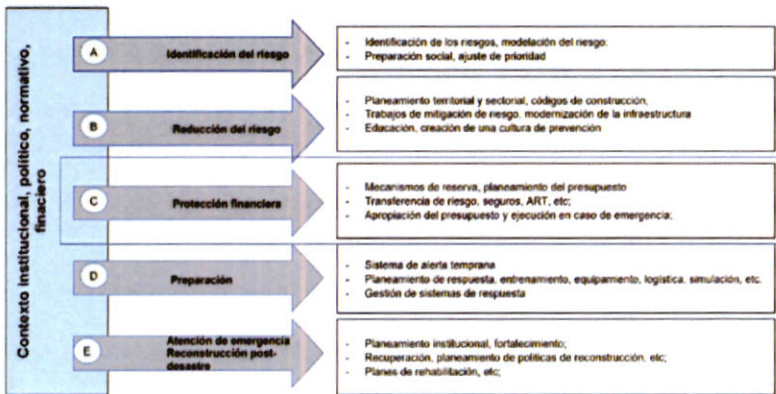 Contexto institucional, político, normativo,
finaciero
A
Identificación del riesgo
- Identificación de los riesgos, modelación del riesgo;
- Preparación social, ajuste de prioridad
B
Reducción del riesgo
- Planeamiento territorial y sectorial, códigos de construcción;
- Trabajos de mitigación de riesgo, modernización de la infraestructura
- Educación, creación de una cultura de prevención
C
Protección financiera
- Mecanismos de reserva, planeamiento del presupuesto
- Transferencia de riesgo, seguros, ART, etc;
- Apropiación del presupuesto y ejecución en caso de emergencia;
D
Preparación
- Sistema de alerta temprana
- Planeamiento de respuesta, entrenamiento, equipamiento, logística, simulación, etc.
- Gestión de sistemas de respuesta
E
Atención de emergencia
Reconstrucción post-
desastre
- Planeamiento institucional, fortalecimiento;
- Recuperación, planeamiento de políticas de reconstrucción, etc;
- Planes de rehabilitación, etc;